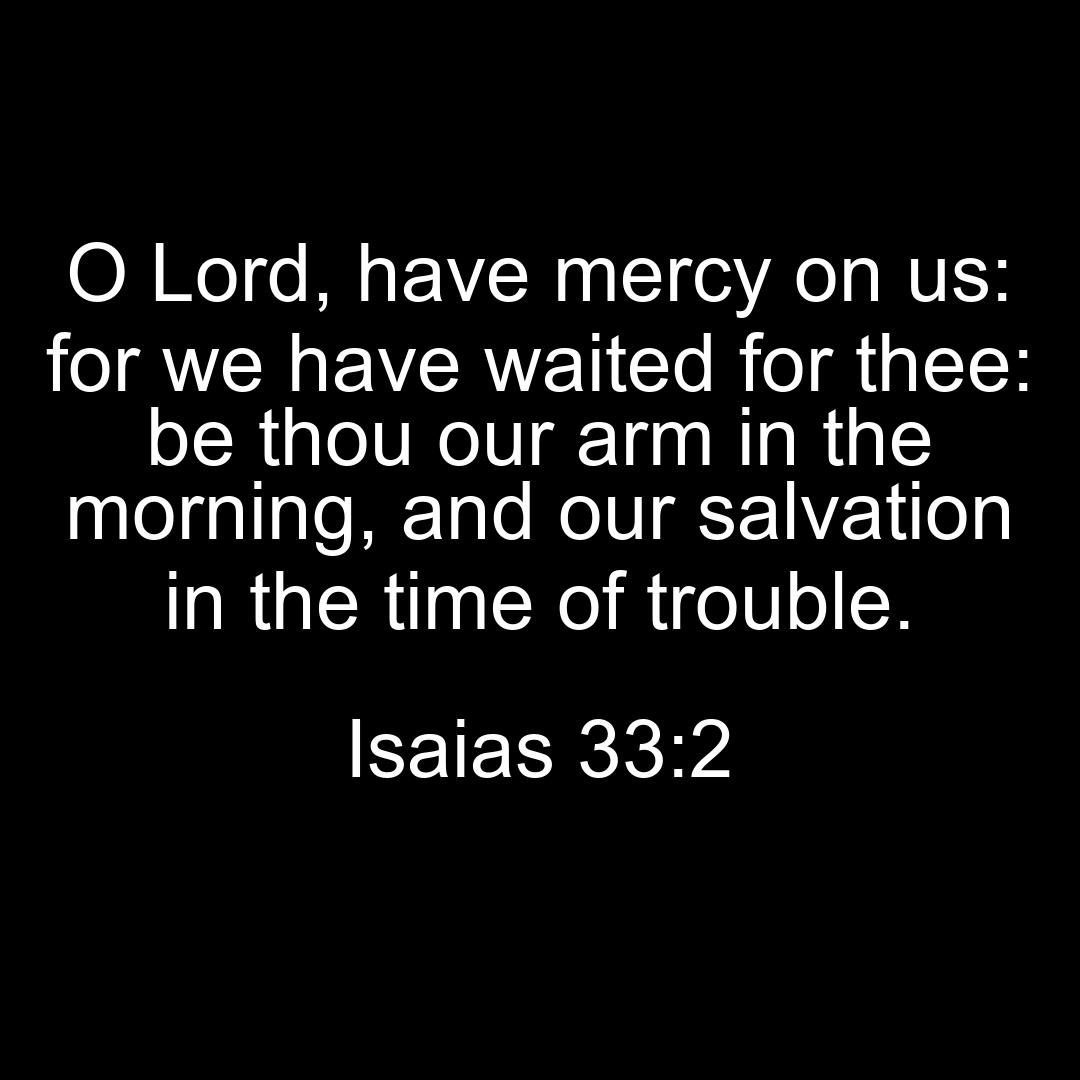 O Lord, have mercy on us:
for we have waited for thee:
be thou our arm in the
morning, and our salvation
in the time of trouble.
Isaias 33:2